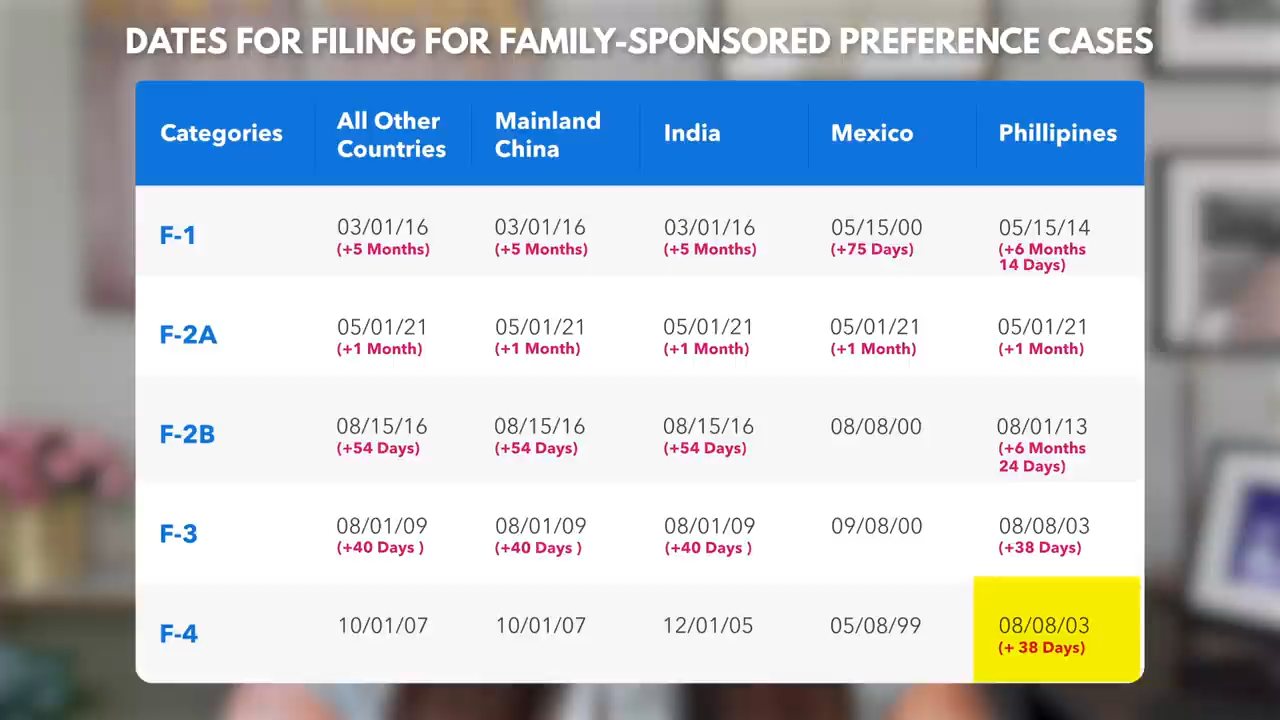 DATES FOR FILING FOR FAMILY-SPONSORED PREFERENCE CASES
Categories
All Other
Countries
Mainland
China
India
Mexico
Phillipines
F-1
03/01/16
(+5 Months)
03/01/16
(+5 Months)
03/01/16
(+5 Months)
05/15/00
(+75 Days)
05/15/14
(+6 Months
14 Days)
F-2A
05/01/21
(+1 Month)
05/01/21
(+1 Month)
05/01/21
(+1 Month)
05/01/21
(+1 Month)
05/01/21
(+1 Month)
F-2B
08/15/16
(+54 Days)
08/15/16
(+54 Days)
08/15/16
(+54 Days)
08/08/00
08/01/13
(+6 Months
24 Days)
F-3
08/01/09
(+40 Days )
08/01/09
(+40 Days )
08/01/09
(+40 Days )
09/08/00
08/08/03
(+38 Days)
F-4
10/01/07
10/01/07
12/01/05
05/08/99
08/08/03
(+ 38 Days)